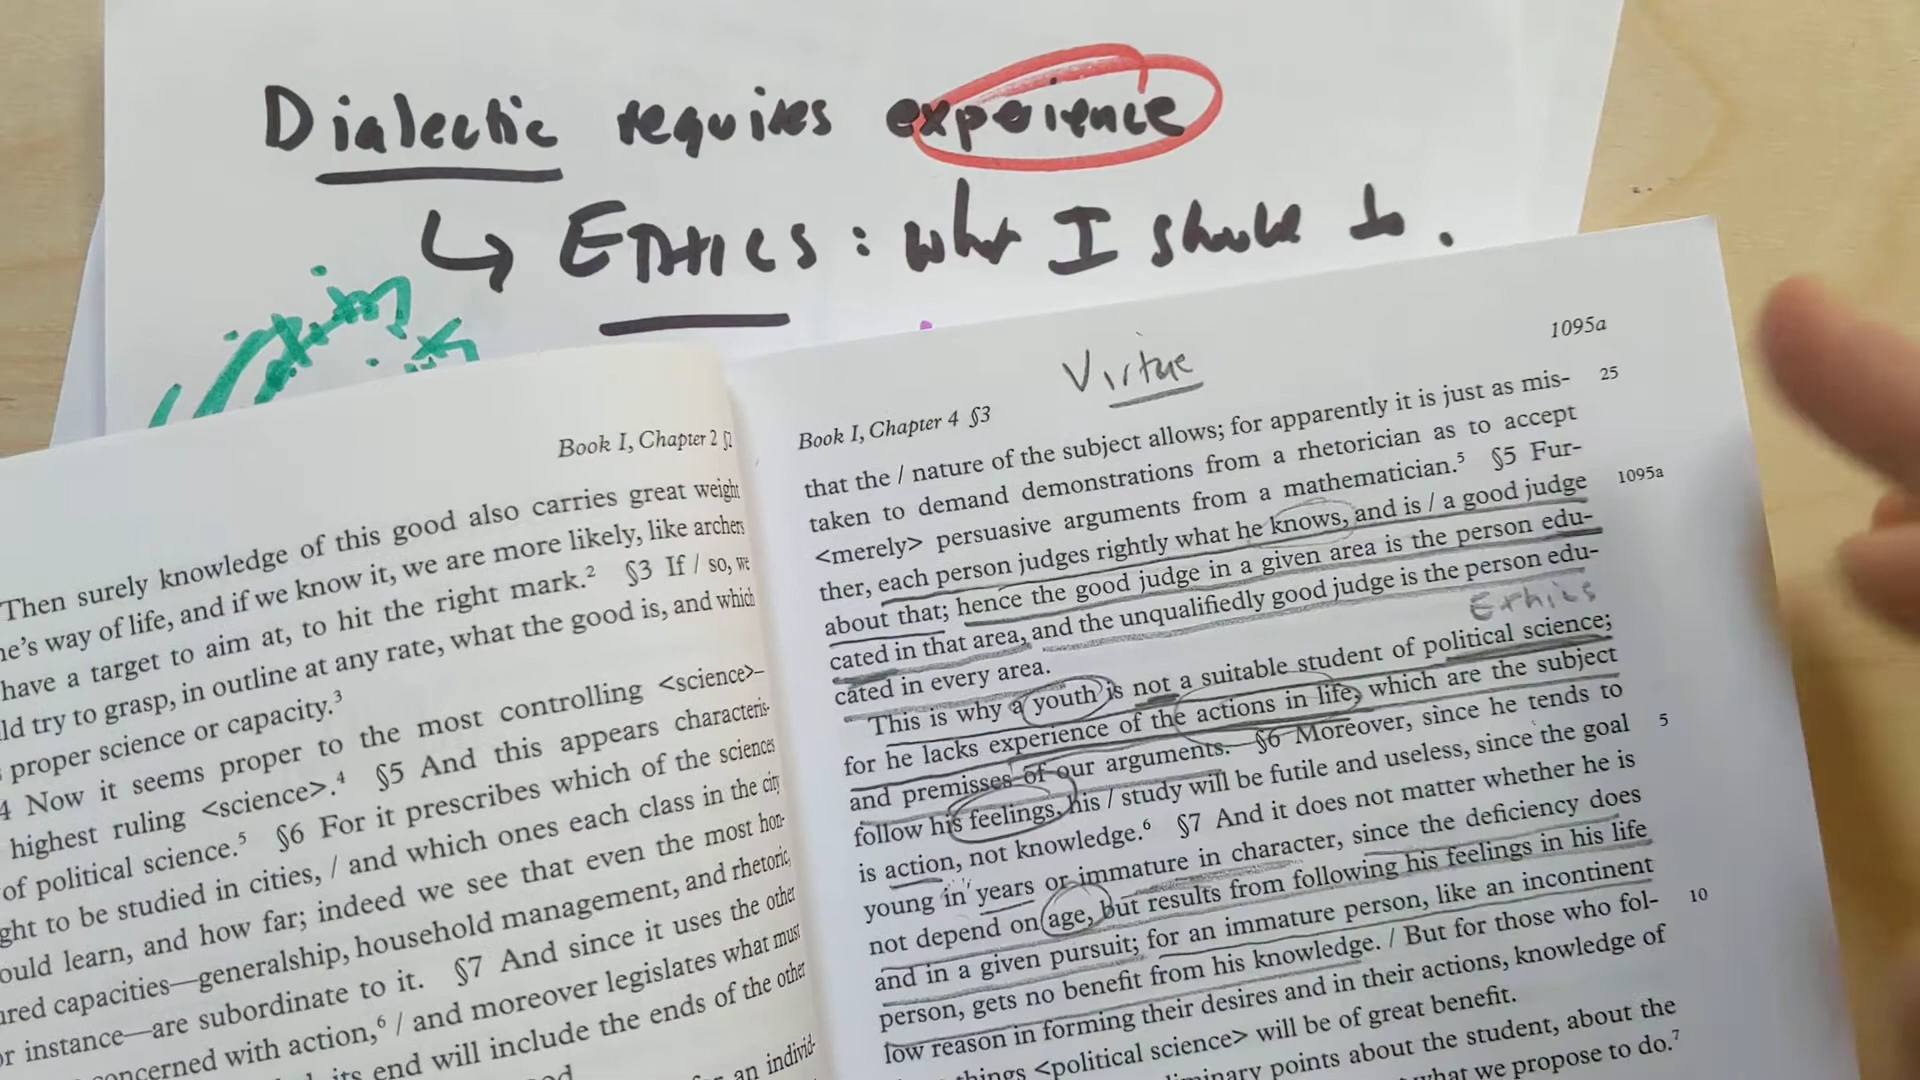 Dialectic requires experience
↳ ETHICS: what I should do.
Book I, Chapter 2 §2
Then surely knowledge of this good also carries great weight
ne's way of life, and if we know it, we are more likely, like archers
have a target to aim at, to hit the right mark.² §3 If / so, we
ld try to grasp, in outline at any rate, what the good is, and which
proper science or capacity.³
4 Now it seems proper to the most controlling <science>–
highest ruling <science>.⁴ §5 And this appears characteris-
of political science.⁵ §6 For it prescribes which of the sciences
ght to be studied in cities, / and which ones each class in the city
ould learn, and how far; indeed we see that even the most hon-
ured capacities—generalship, household management, and rhetoric,
or instance—are subordinate to it. §7 And since it uses the other
concerned with action,⁶ / and moreover legislates what must
its end will include the ends of the other
an individ-
Virtue
1095a
Book I, Chapter 4 §3
that the / nature of the subject allows; for apparently it is just as mis- 25
taken to demand demonstrations from a rhetorician as to accept
<merely> persuasive arguments from a mathematician.⁵ §5 Fur-
ther, each person judges rightly what he knows, and is / a good judge 1095a
about that; hence the good judge in a given area is the person edu-
cated in that area, and the unqualifiedly good judge is the person edu-
cated in every area.
Ethics
This is why a youth is not a suitable student of political science;
for he lacks experience of the actions in life, which are the subject
and premisses of our arguments. §6 Moreover, since he tends to
follow his feelings, his / study will be futile and useless, since the goal 5
is action, not knowledge.⁶ §7 And it does not matter whether he is
young in years or immature in character, since the deficiency does
not depend on age, but results from following his feelings in his life
and in a given pursuit; for an immature person, like an incontinent
person, gets no benefit from his knowledge. / But for those who fol- 10
low reason in forming their desires and in their actions, knowledge of
things <political science> will be of great benefit.
points about the student, about the
what we propose to do.⁷